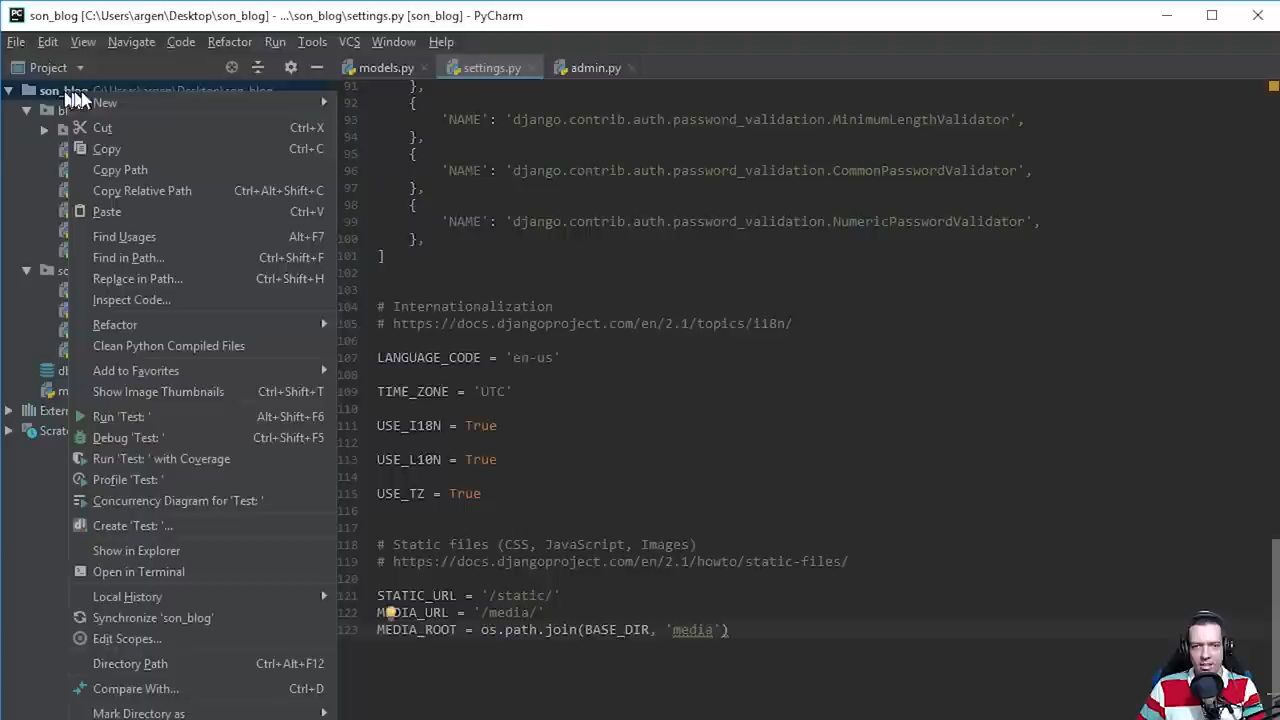 son_blog [C:\Users\argen\Desktop\son_blog] - ...\son_blog\settings.py [son_blog] - PyCharm
File Edit View Navigate Code Refactor Run Tools VCS Window Help
Project
models.py
settings.py
admin.py
son_blog C:\Users\argen\Desktop\son_blog
New
Cut Ctrl+X
Copy Ctrl+C
Copy Path
Copy Relative Path Ctrl+Alt+Shift+C
Paste Ctrl+V
Find Usages Alt+F7
Find in Path... Ctrl+Shift+F
Replace in Path... Ctrl+Shift+H
Inspect Code...
Refactor
Clean Python Compiled Files
Add to Favorites
Show Image Thumbnails Ctrl+Shift+T
Run 'Test: ' Alt+Shift+F6
Debug 'Test: ' Ctrl+Shift+F5
Run 'Test: ' with Coverage
Profile 'Test: '
Concurrency Diagram for 'Test: '
Create 'Test: '...
Show in Explorer
Open in Terminal
Local History
Synchronize 'son_blog'
Edit Scopes...
Directory Path Ctrl+Alt+F12
Compare With... Ctrl+D
Mark Directory as
91 },
92 {
93 'NAME': 'django.contrib.auth.password_validation.MinimumLengthValidator',
94 },
95 {
96 'NAME': 'django.contrib.auth.password_validation.CommonPasswordValidator',
97 },
98 {
99 'NAME': 'django.contrib.auth.password_validation.NumericPasswordValidator',
100 },
101 ]
102
103
104 # Internationalization
105 # https://docs.djangoproject.com/en/2.1/topics/i18n/
106
107 LANGUAGE_CODE = 'en-us'
108
109 TIME_ZONE = 'UTC'
110
111 USE_I18N = True
112
113 USE_L10N = True
114
115 USE_TZ = True
116
117
118 # Static files (CSS, JavaScript, Images)
119 # https://docs.djangoproject.com/en/2.1/howto/static-files/
120
121 STATIC_URL = '/static/'
122 MEDIA_URL = '/media/'
123 MEDIA_ROOT = os.path.join(BASE_DIR, 'media')